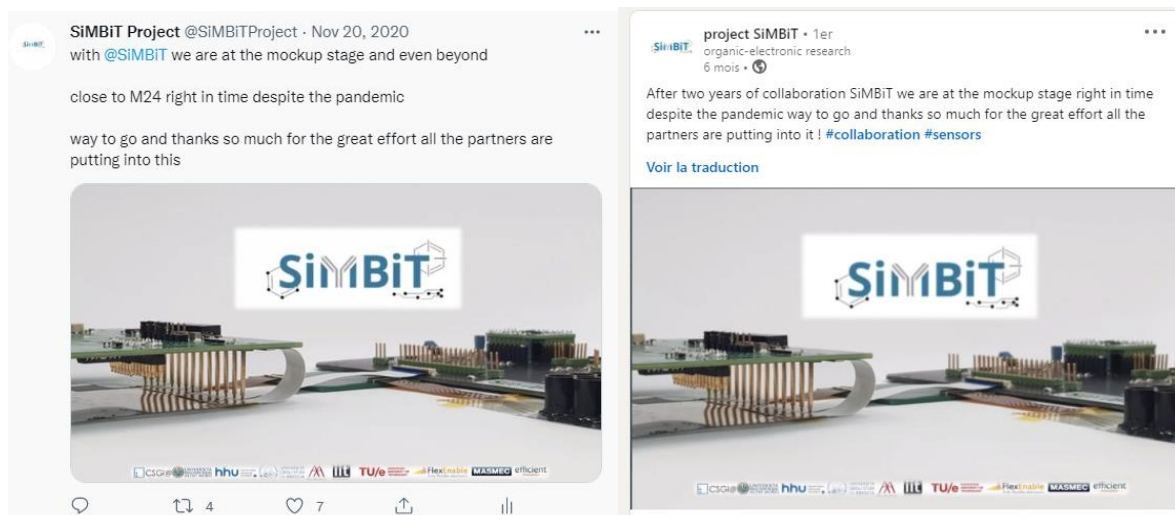 SiMBiT Project @SiMBiTProject · Nov 20, 2020
with @SiMBiT we are at the mockup stage and even beyond
close to M24 right in time despite the pandemic
way to go and thanks so much for the great effort all the partners are
putting into this
SiMBiT
CSGI hhu TU/e FlexEnable MASMEC efficient
4 7
project SiMBiT • 1er
organic-electronic research
6 mois •
After two years of collaboration SiMBiT we are at the mockup stage right in time
despite the pandemic way to go and thanks so much for the great effort all the
partners are putting into it ! #collaboration #sensors
Voir la traduction
SiMBiT
CSGI hhu TU/e FlexEnable MASMEC efficient